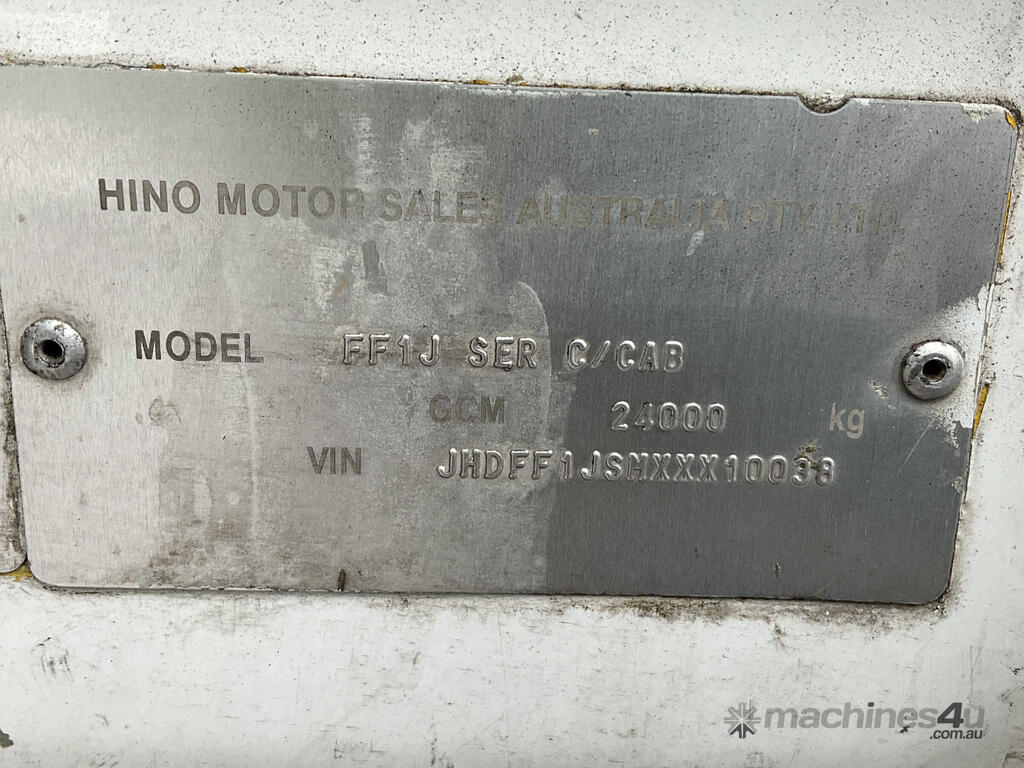 HINO MOTOR SALES AUSTRALIA PTY. LTD.
MODEL FF1J SER C/CAB
GCM 24000 kg
VIN JHDFF1JSHXXX10038
machines4u
.com.au